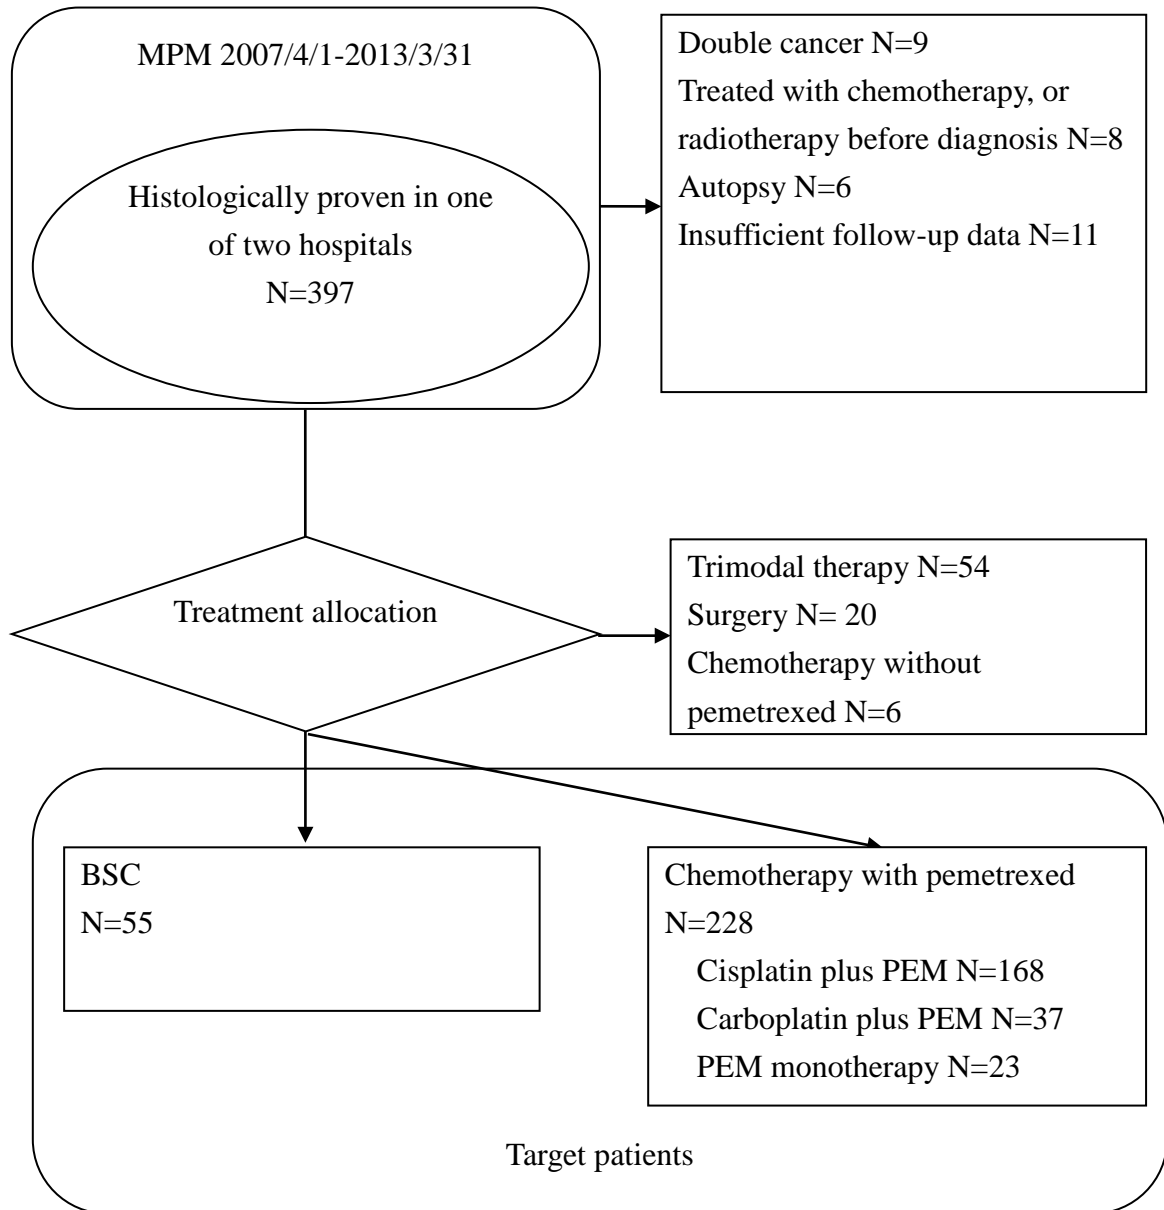 MPM 2007/4/1-2013/3/31
Histologically proven in one
of two hospitals
N=397
Double cancer N=9
Treated with chemotherapy, or
radiotherapy before diagnosis N=8
Autopsy N=6
Insufficient follow-up data N=11
Treatment allocation
Trimodal therapy N=54
Surgery N= 20
Chemotherapy without
pemetrexed N=6
BSC
N=55
Chemotherapy with pemetrexed
N=228
Cisplatin plus PEM N=168
Carboplatin plus PEM N=37
PEM monotherapy N=23
Target patients